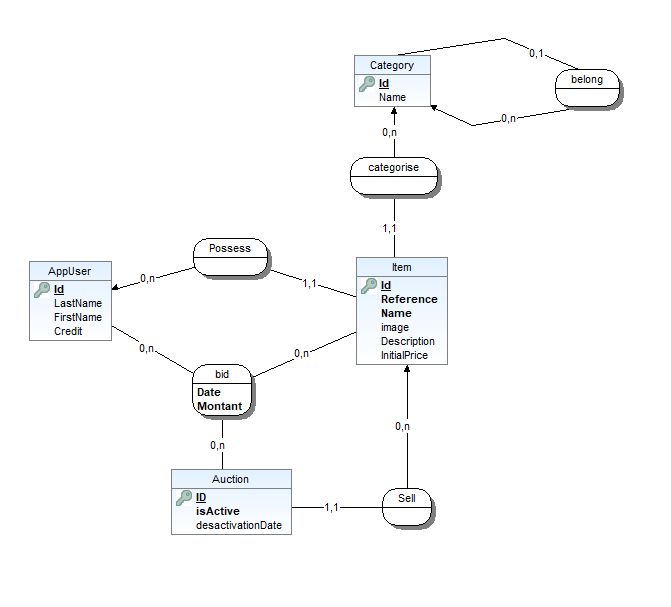 Category
Id
Name
0,1
belong
0,n
0,n
categorise
1,1
Possess
0,n
1,1
AppUser
Id
LastName
FirstName
Credit
Item
Id
Reference
Name
image
Description
InitialPrice
0,n
0,n
bid
Date
Montant
0,n
0,n
Auction
ID
isActive
desactivationDate
1,1
Sell